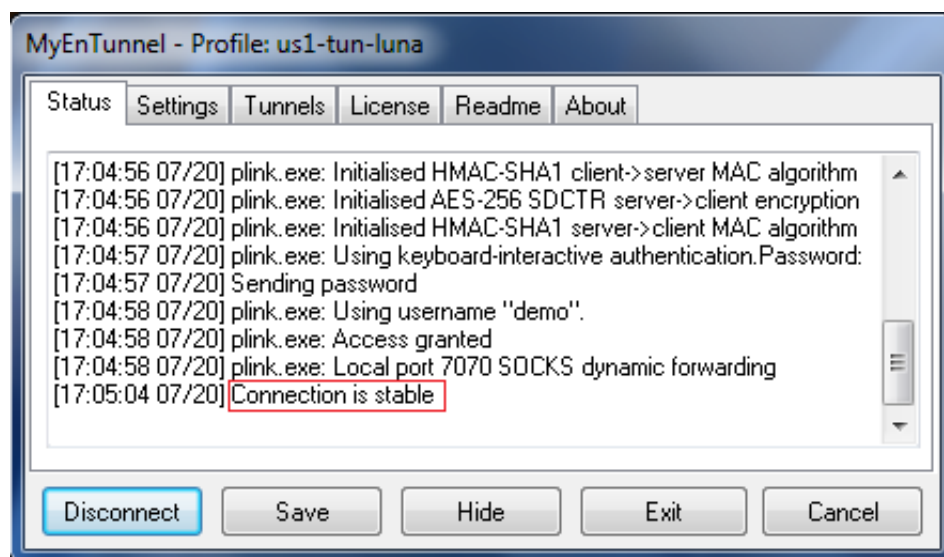 MyEnTunnel - Profile: us1-tun-luna
Status Settings Tunnels License Readme About
[17:04:56 07/20] plink.exe: Initialised HMAC-SHA1 client->server MAC algorithm
[17:04:56 07/20] plink.exe: Initialised AES-256 SDCTR server->client encryption
[17:04:56 07/20] plink.exe: Initialised HMAC-SHA1 server->client MAC algorithm
[17:04:57 07/20] plink.exe: Using keyboard-interactive authentication.Password:
[17:04:57 07/20] Sending password
[17:04:58 07/20] plink.exe: Using username "demo".
[17:04:58 07/20] plink.exe: Access granted
[17:04:58 07/20] plink.exe: Local port 7070 SOCKS dynamic forwarding
[17:05:04 07/20] Connection is stable
Disconnect Save Hide Exit Cancel